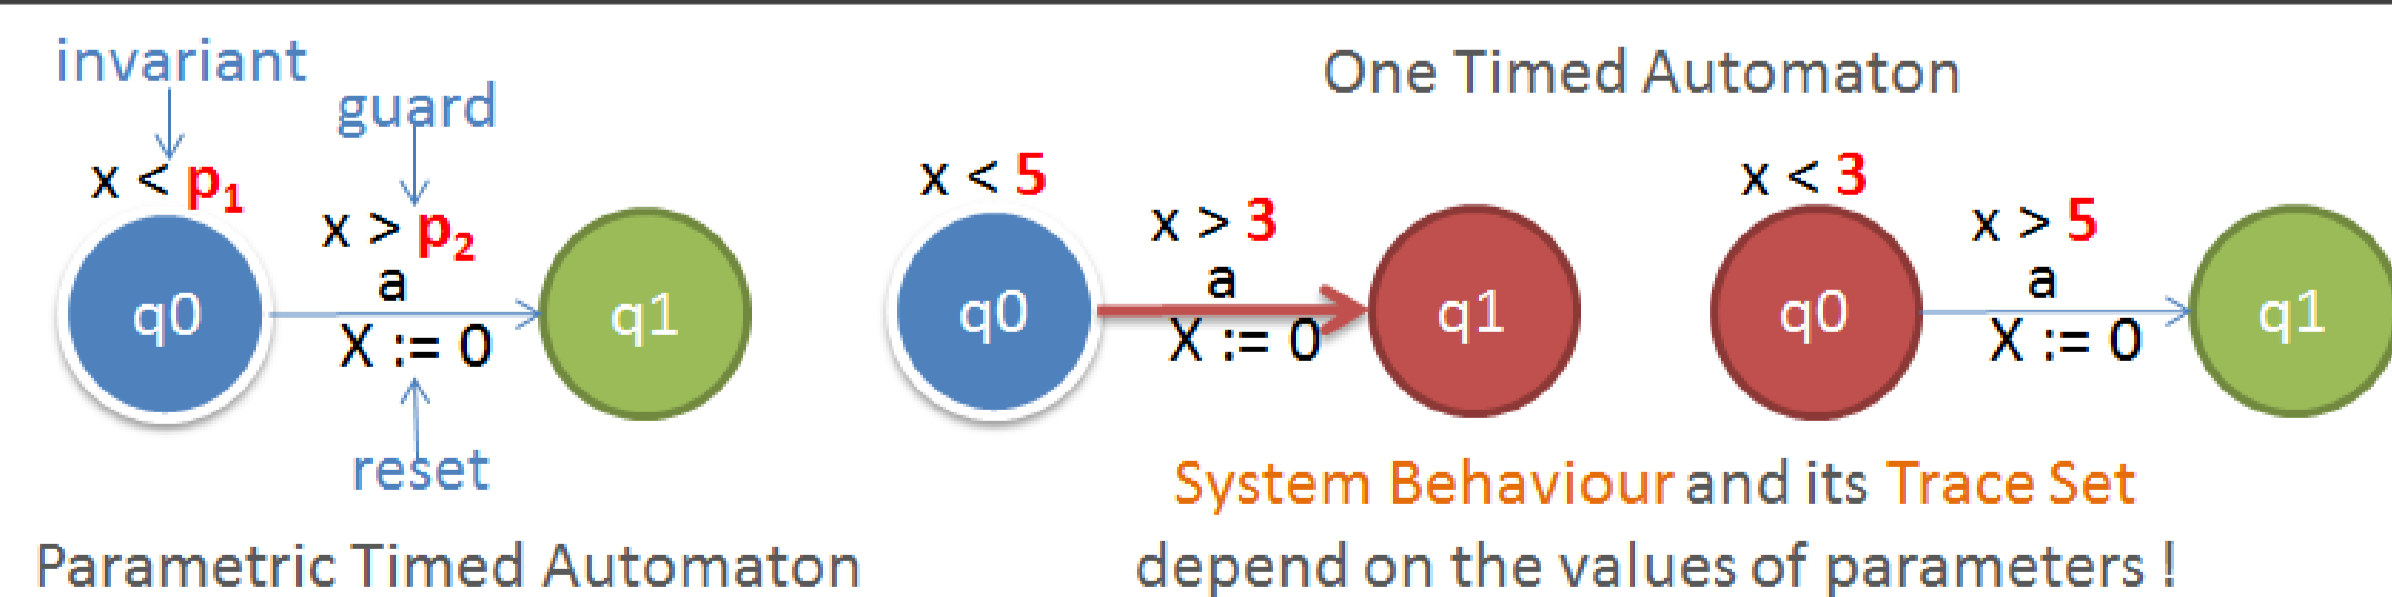 invariant
guard
x < p1
x > p2
a
X := 0
q0
q1
reset
Parametric Timed Automaton
One Timed Automaton
x < 5
x > 3
a
X := 0
q0
q1
x < 3
x > 5
a
X := 0
q0
q1
System Behaviour and its Trace Set
depend on the values of parameters !